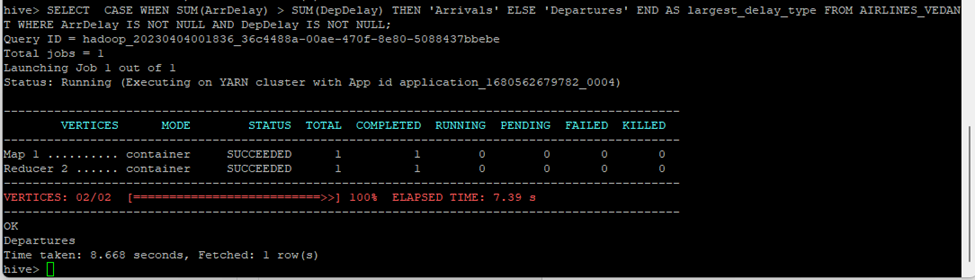 hive> SELECT  CASE WHEN SUM(ArrDelay) > SUM(DepDelay) THEN 'Arrivals' ELSE 'Departures' END AS largest_delay_type FROM AIRLINES_VEDAN
T WHERE ArrDelay IS NOT NULL AND DepDelay IS NOT NULL;
Query ID = hadoop_20230404001836_36c4488a-00ae-470f-8e80-5088437bbebe
Total jobs = 1
Launching Job 1 out of 1
Status: Running (Executing on YARN cluster with App id application_1680562679782_0004)
----------------------------------------------------------------------------------------------
VERTICES MODE STATUS TOTAL COMPLETED RUNNING PENDING FAILED KILLED
----------------------------------------------------------------------------------------------
Map 1 .......... container SUCCEEDED 1 1 0 0 0 0
Reducer 2 ...... container SUCCEEDED 1 1 0 0 0 0
----------------------------------------------------------------------------------------------
VERTICES: 02/02 [==========================>>] 100% ELAPSED TIME: 7.39 s
----------------------------------------------------------------------------------------------
OK
Departures
Time taken: 8.668 seconds, Fetched: 1 row(s)
hive>